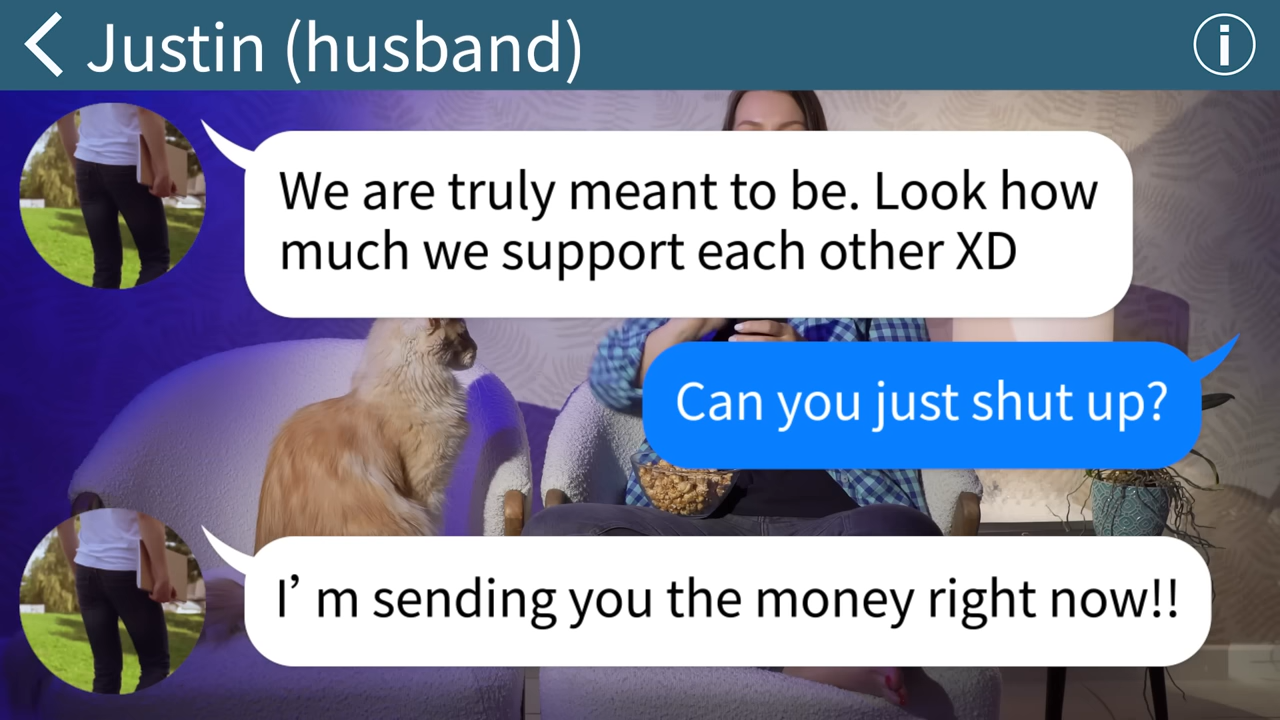 Justin (husband)
We are truly meant to be. Look how
much we support each other XD
Can you just shut up?
I’m sending you the money right now!!